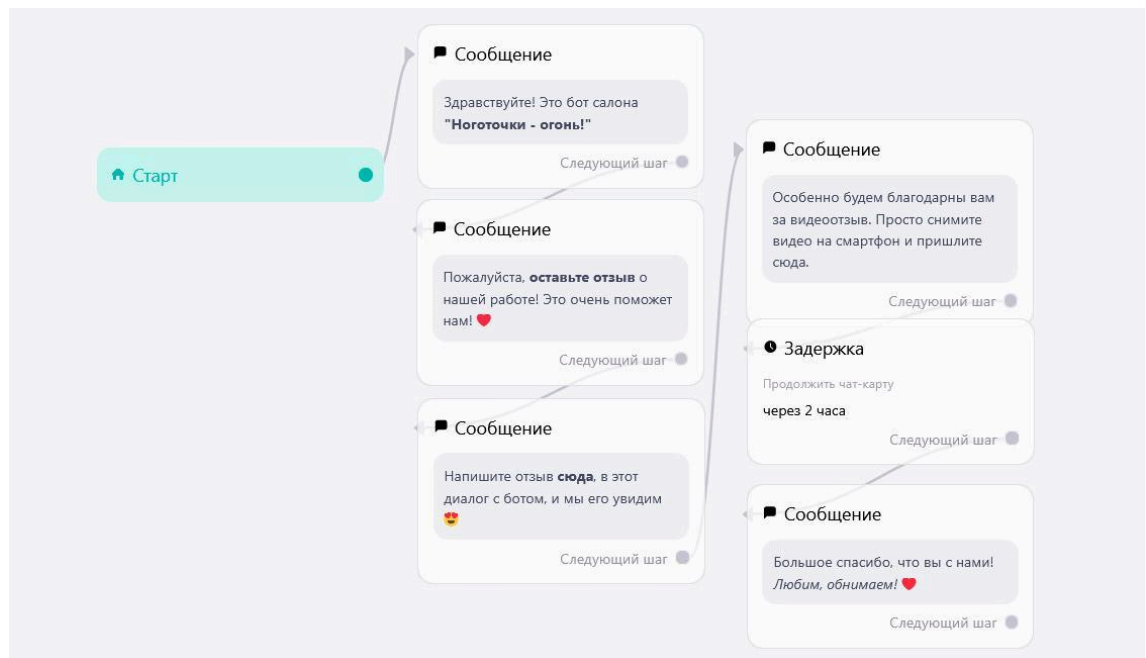 Старт
Сообщение
Здравствуйте! Это бот салона
"Ноготочки - огонь!"
Следующий шаг
Сообщение
Пожалуйста, оставьте отзыв о
нашей работе! Это очень поможет
нам! ❤️
Следующий шаг
Сообщение
Напишите отзыв сюда, в этот
диалог с ботом, и мы его увидим
😍
Следующий шаг
Сообщение
Особенно будем благодарны вам
за видеоотзыв. Просто снимите
видео на смартфон и пришлите
сюда.
Следующий шаг
Задержка
Продолжить чат-карту
через 2 часа
Следующий шаг
Сообщение
Большое спасибо, что вы с нами!
Любим, обнимаем! ❤️
Следующий шаг